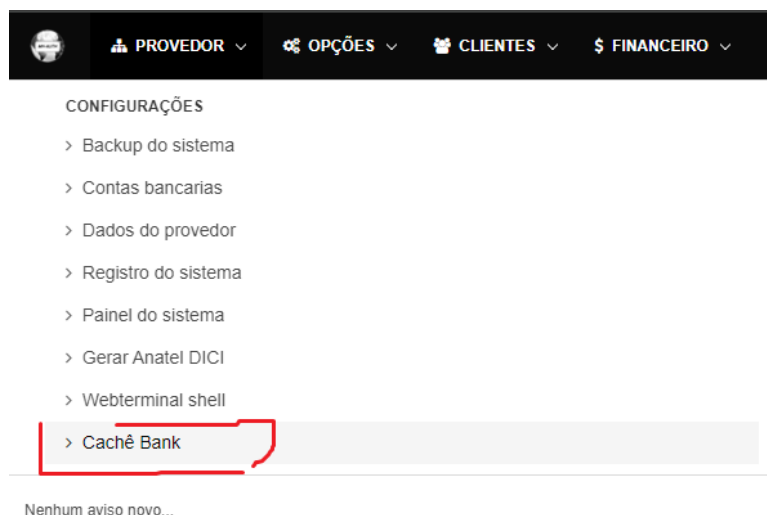 PROVEDOR OPÇÕES CLIENTES $ FINANCEIRO
CONFIGURAÇÕES
> Backup do sistema
> Contas bancarias
> Dados do provedor
> Registro do sistema
> Painel do sistema
> Gerar Anatel DICI
> Webterminal shell
> Cachê Bank
Nenhum aviso novo...